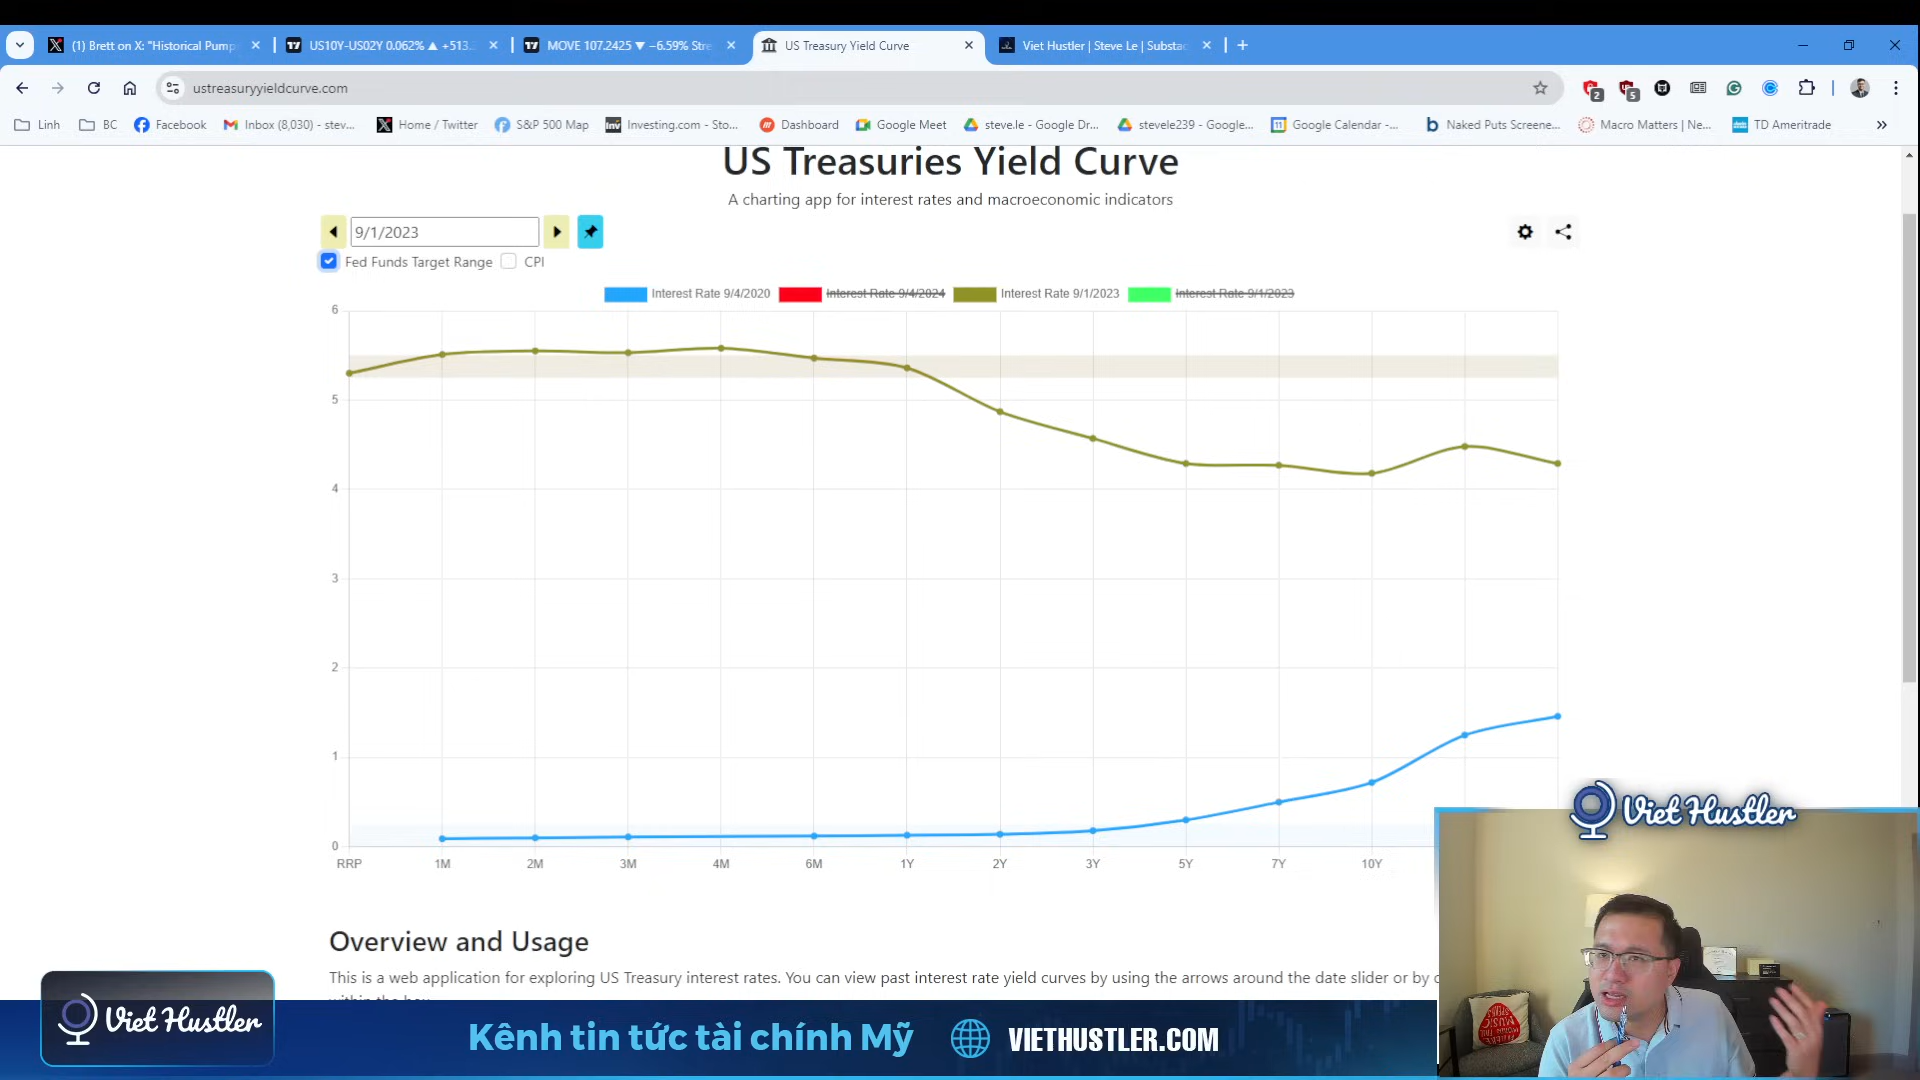 (1) Brett on X: "Historical Pump
US10Y-US02Y 0.062% ▲ +513.
MOVE 107.2425 ▼ −6.59% Stre
US Treasury Yield Curve
Viet Hustler | Steve Le | Substac
ustreasuryyieldcurve.com
2
5
Linh
BC
Facebook
Inbox (8,030) - stev...
Home / Twitter
S&P 500 Map
Investing.com - Sto...
Dashboard
Google Meet
steve.le - Google Dr...
stevele239 - Google...
Google Calendar -...
Naked Puts Screene...
Macro Matters | Ne...
TD Ameritrade
US Treasuries Yield Curve
A charting app for interest rates and macroeconomic indicators
9/1/2023
Fed Funds Target Range
CPI
Interest Rate 9/4/2020
Interest Rate 9/4/2024
Interest Rate 9/1/2023
Interest Rate 9/1/2023
6
5
4
3
2
1
0
RRP
1M
2M
3M
4M
6M
1Y
2Y
3Y
5Y
7Y
10Y
Overview and Usage
This is a web application for exploring US Treasury interest rates. You can view past interest rate yield curves by using the arrows around the date slider or by c
Viet Hustler
Viet Hustler
Kênh tin tức tài chính Mỹ
VIETHUSTLER.COM